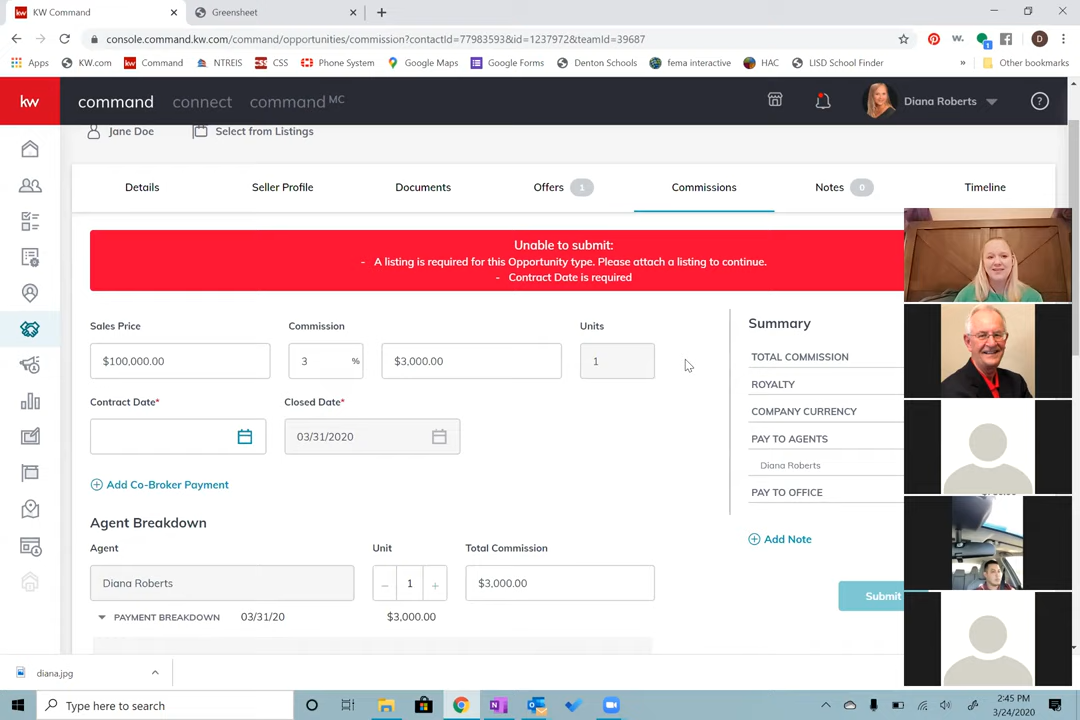 KW Command
Greensheet
console.command.kw.com/command/opportunities/commission?contactId=77983593&id=1237972&teamId=39687
Apps KW.com Command NTREIS CSS Phone System Google Maps Google Forms Denton Schools fema interactive HAC LISD School Finder » Other bookmarks
kw command connect command MC Diana Roberts
Jane Doe Select from Listings
Details Seller Profile Documents Offers 1 Commissions Notes 0 Timeline
Unable to submit:
- A listing is required for this Opportunity type. Please attach a listing to continue.
- Contract Date is required
Sales Price Commission Units
$100,000.00 3 % $3,000.00 1
Contract Date* Closed Date*
03/31/2020
Add Co-Broker Payment
Agent Breakdown
Agent Unit Total Commission
Diana Roberts 1 $3,000.00
PAYMENT BREAKDOWN 03/31/20 $3,000.00
Summary
TOTAL COMMISSION
ROYALTY
COMPANY CURRENCY
PAY TO AGENTS
Diana Roberts
PAY TO OFFICE
Add Note
Submit
diana.jpg
Type here to search
2:45 PM
3/24/2020